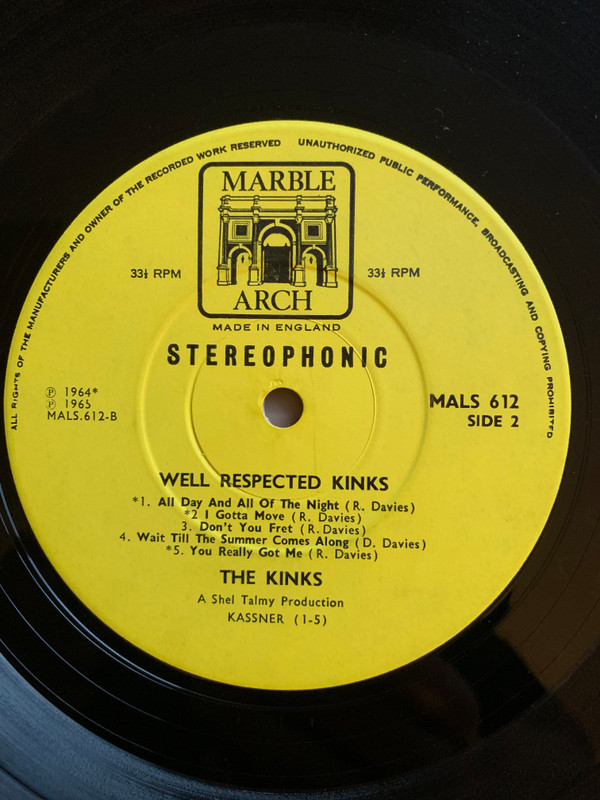 ALL RIGHTS OF THE MANUFACTURERS AND OWNER OF THE RECORDED WORK RESERVED UNAUTHORIZED PUBLIC PERFORMANCE, BROADCASTING AND COPYING PROHIBITED
MARBLE
ARCH
33⅓ RPM 33⅓ RPM
MADE IN ENGLAND
STEREOPHONIC
℗ 1964*
℗ 1965
MALS.612-B
MALS 612
SIDE 2
WELL RESPECTED KINKS
*1. All Day And All Of The Night (R. Davies)
*2 I Gotta Move (R. Davies)
3. Don't You Fret (R. Davies)
4. Wait Till The Summer Comes Along (D. Davies)
*5. You Really Got Me (R. Davies)
THE KINKS
A Shel Talmy Production
KASSNER (1-5)